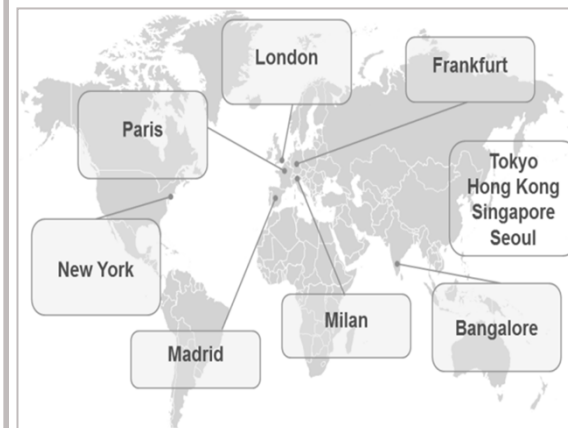 London
Frankfurt
Paris
Tokyo
Hong Kong
Singapore
Seoul
New York
Milan
Bangalore
Madrid